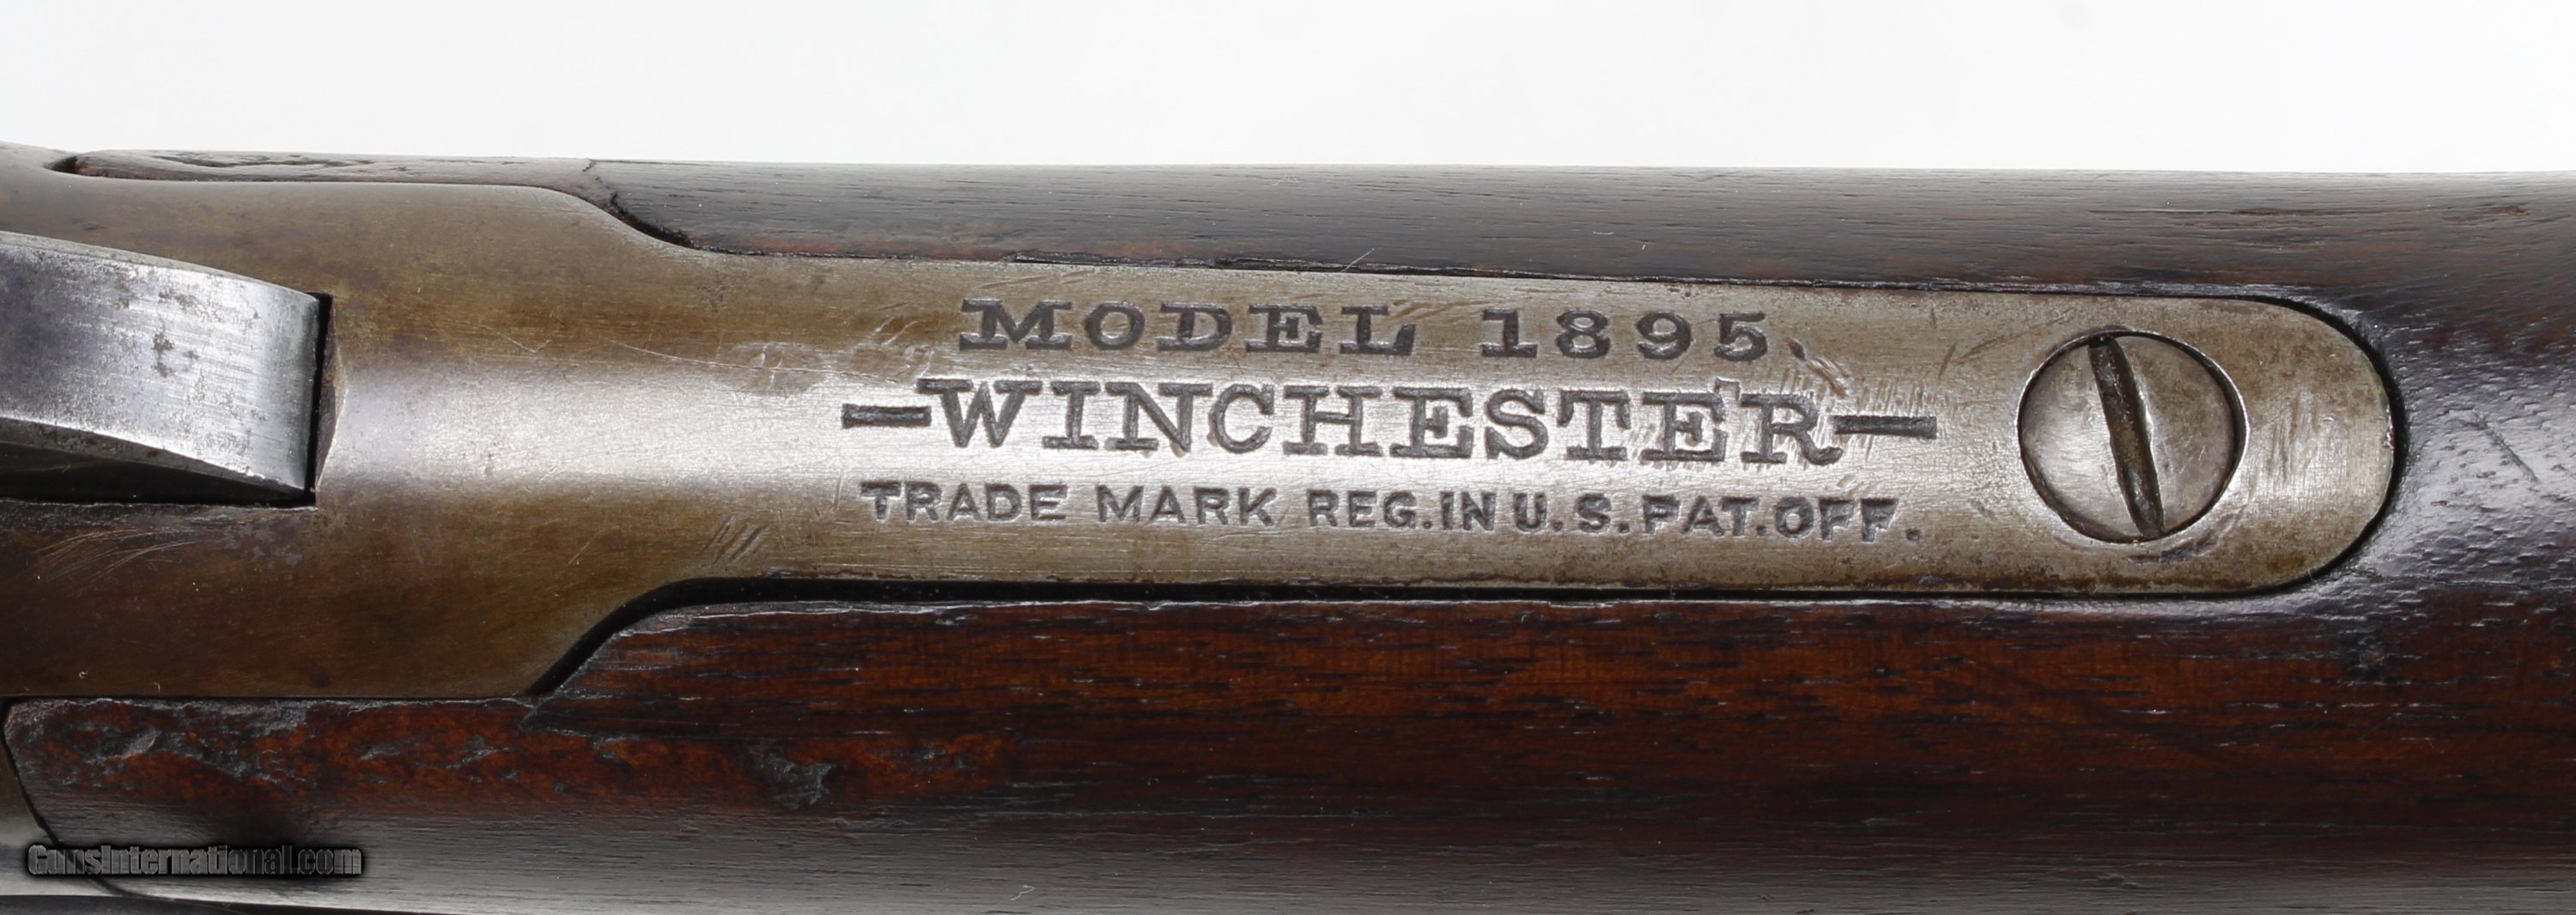 MODEL 1895.
—WINCHESTER—
TRADE MARK REG. IN U.S. PAT. OFF.
GunsInternational.com